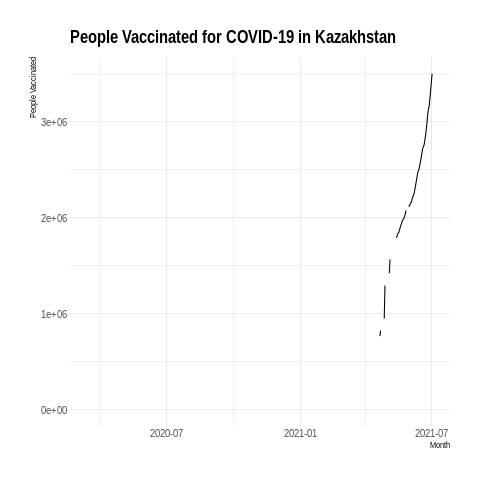 People Vaccinated for COVID-19 in Kazakhstan
People Vaccinated
3e+06
2e+06
1e+06
0e+00
2020-07 2021-01 2021-07
Month